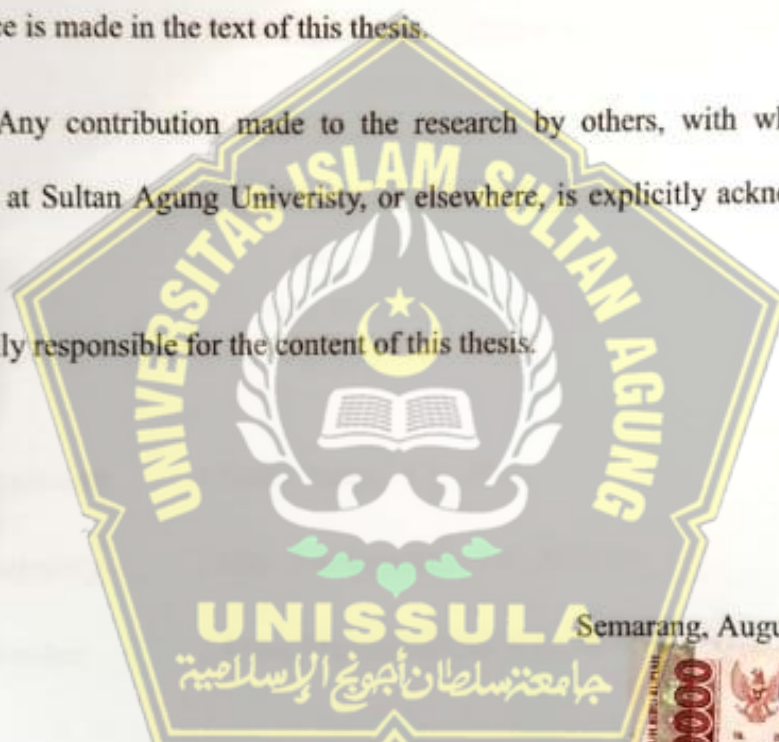 ce is made in the text of this thesis.
Any contribution made to the research by others, with wh
at Sultan Agung Univeristy, or elsewhere, is explicitly ackno
ly responsible for the content of this thesis.
UNIVERSITAS ISLAM SULTAN AGUNG
UNISSULA
جامعة سلطان أجونج الإسلامية
Semarang, Augu
000